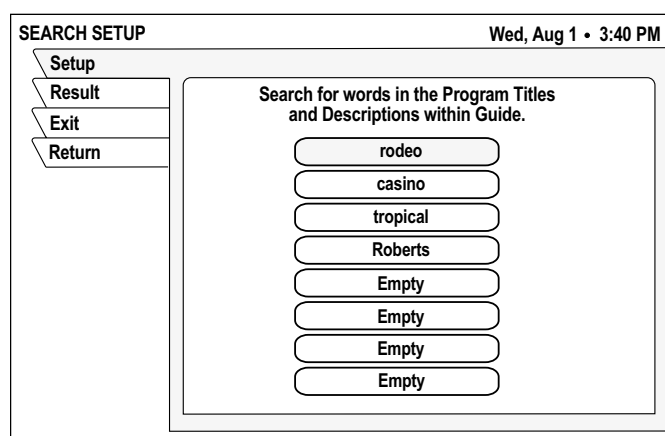 SEARCH SETUP
Wed, Aug 1 • 3:40 PM
Setup
Result
Exit
Return
Search for words in the Program Titles
and Descriptions within Guide.
rodeo
casino
tropical
Roberts
Empty
Empty
Empty
Empty